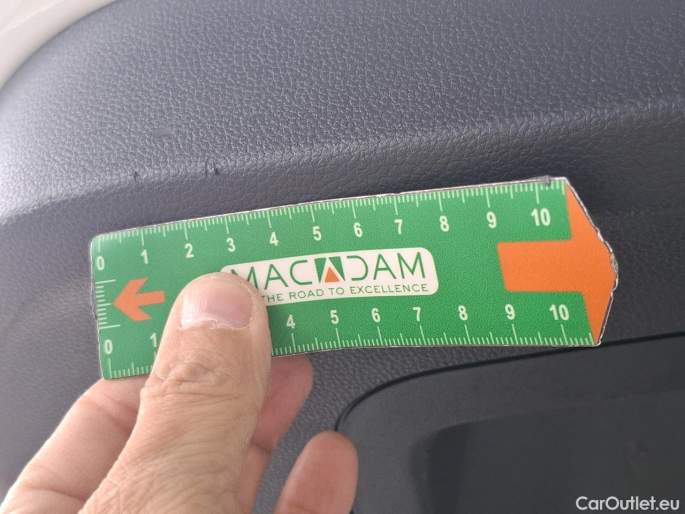 0 1 2 3 4 5 6 7 8 9 10
MACADAM
THE ROAD TO EXCELLENCE
0 1 4 5 6 7 8 9 10
CarOutlet.eu